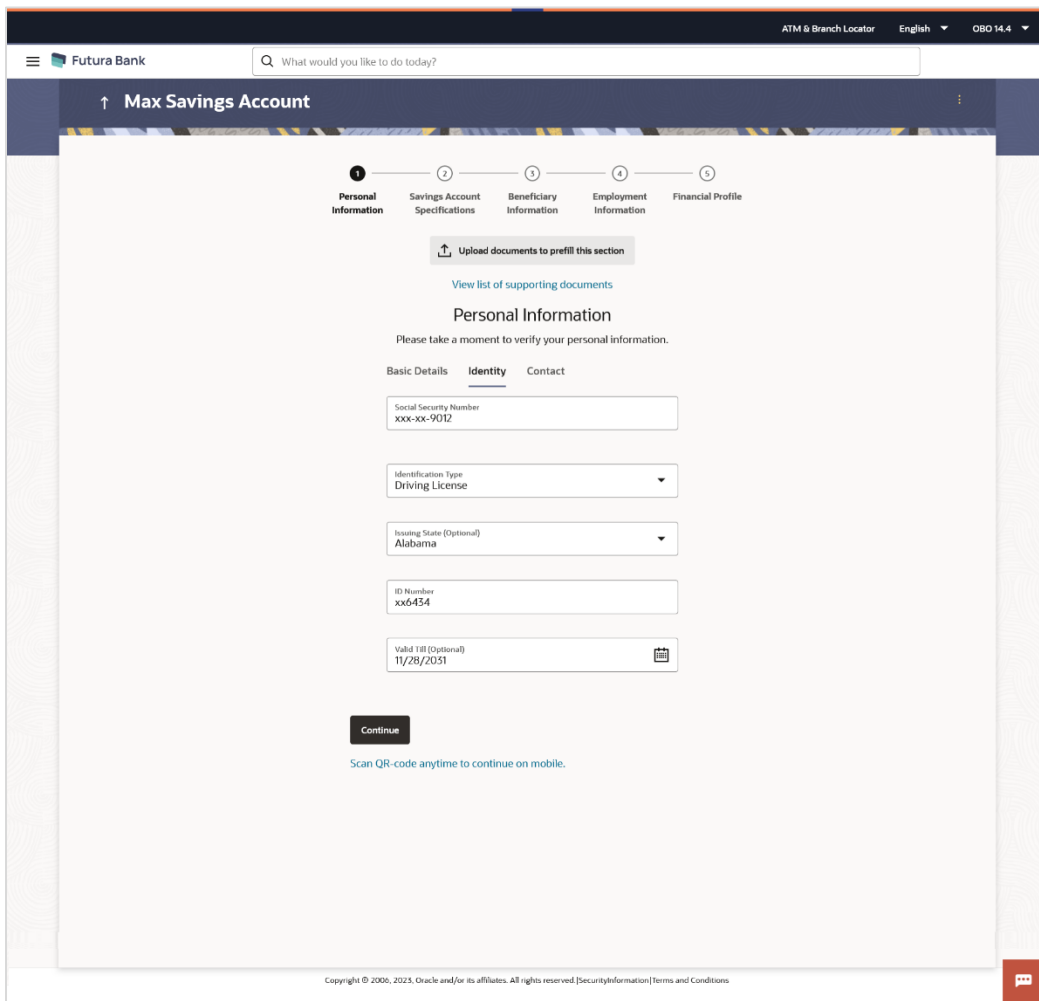 ATM & Branch Locator English OBO 14.4
Futura Bank What would you like to do today?
Max Savings Account
1 2 3 4 5
Personal Information Savings Account Specifications Beneficiary Information Employment Information Financial Profile
Upload documents to prefill this section
View list of supporting documents
Personal Information
Please take a moment to verify your personal information.
Basic Details Identity Contact
Social Security Number
xxx-xx-9012
Identification Type
Driving License
Issuing State (Optional)
Alabama
ID Number
xx6434
Valid Till (Optional)
11/28/2031
Continue
Scan QR-code anytime to continue on mobile.
Copyright © 2006, 2023, Oracle and/or its affiliates. All rights reserved.|SecurityInformation|Terms and Conditions